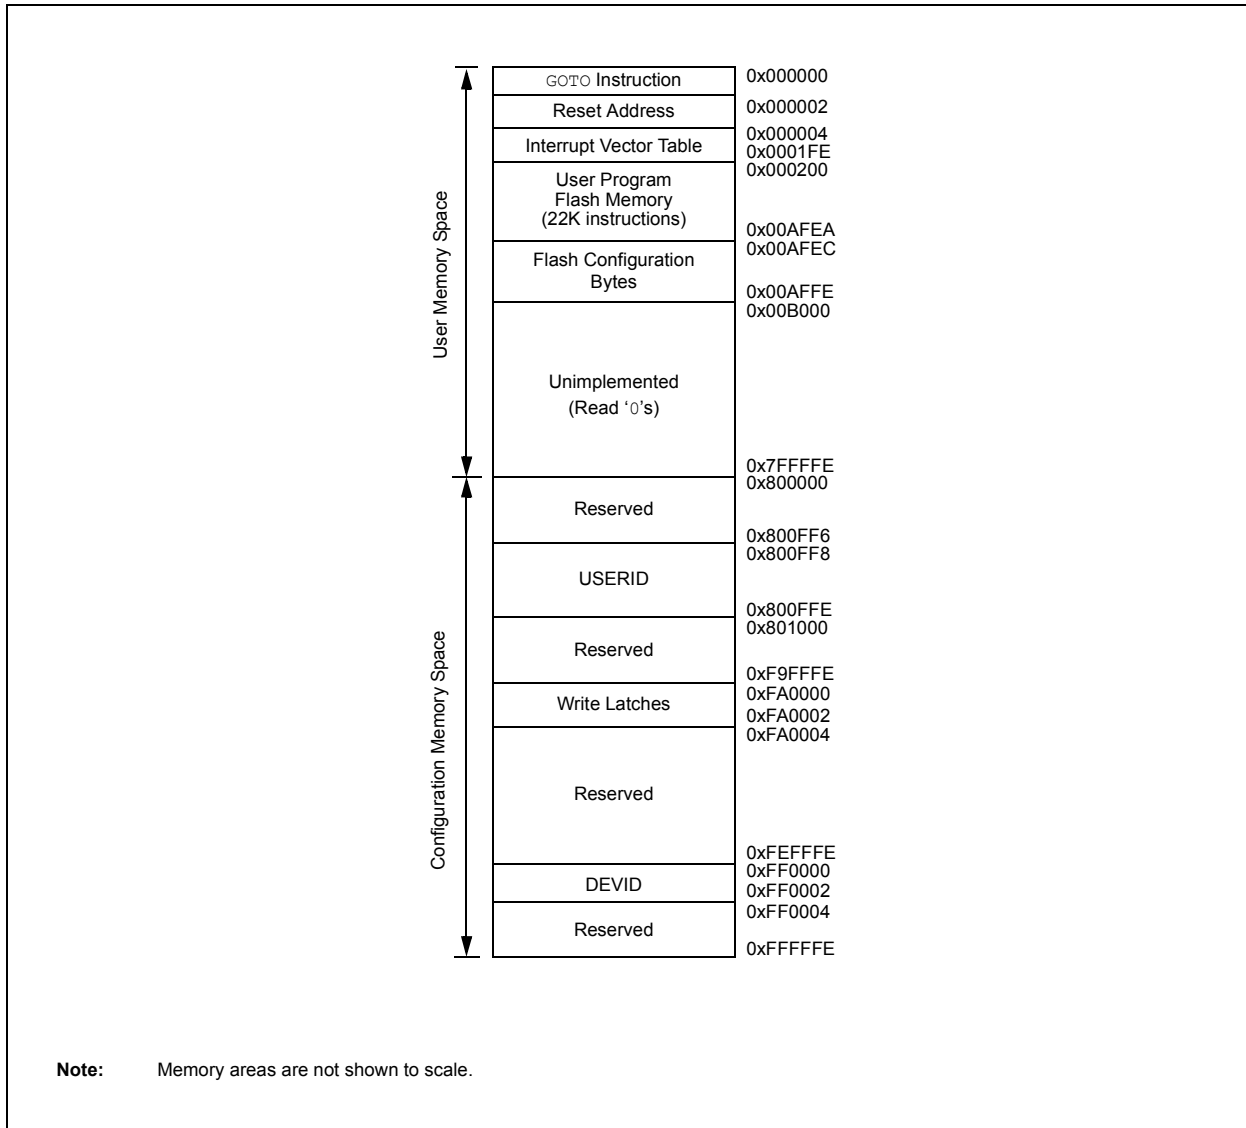 GOTO Instruction
0x000000
Reset Address
0x000002
Interrupt Vector Table
0x000004
0x0001FE
0x000200
User Program
Flash Memory
(22K instructions)
0x00AFEA
0x00AFEC
Flash Configuration
Bytes
0x00AFFE
0x00B000
User Memory Space
Unimplemented
(Read ‘0’s)
0x7FFFFE
0x800000
Reserved
0x800FF6
0x800FF8
USERID
0x800FFE
0x801000
Reserved
0xF9FFFE
0xFA0000
Write Latches
0xFA0002
0xFA0004
Configuration Memory Space
Reserved
0xFEFFFE
0xFF0000
DEVID
0xFF0002
0xFF0004
Reserved
0xFFFFFE
Note: Memory areas are not shown to scale.